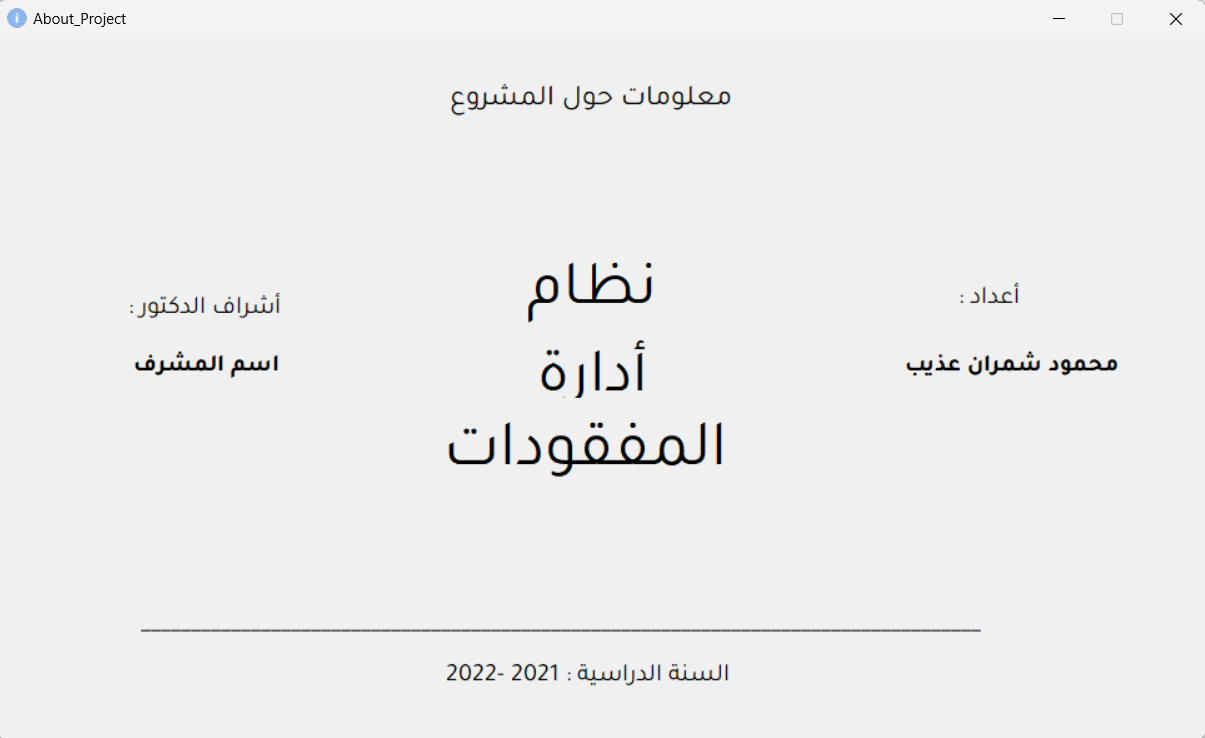 About_Project
معلومات حول المشروع
نظام
أدارة
المفقودات
أعداد :
محمود شمران عذيب
أشراف الدكتور :
اسم المشرف
السنة الدراسية : 2021 -2022